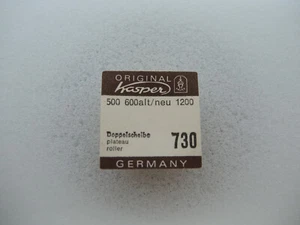 ORIGINAL
Kasper
500 600alt/neu 1200
Doppelscheibe
plateau
roller
730
GERMANY